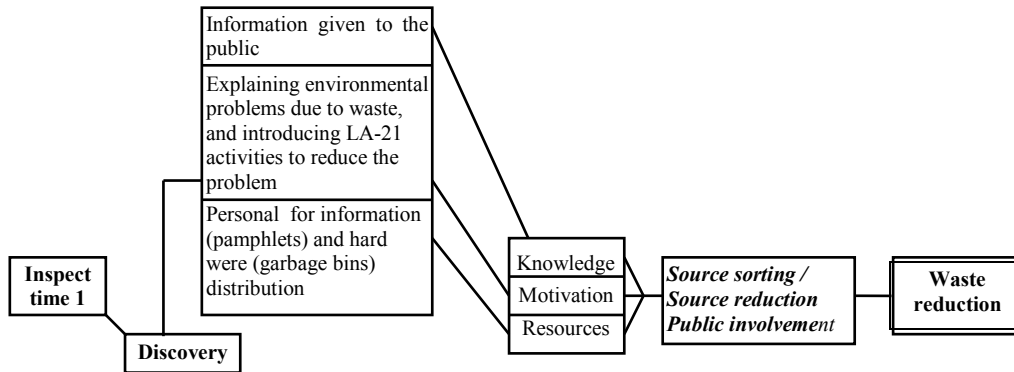 Information given to the
public
Explaining environmental
problems due to waste,
and introducing LA-21
activities to reduce the
problem
Personal for information
(pamphlets) and hard
were (garbage bins)
distribution
Inspect
time 1
Discovery
Knowledge
Motivation
Resources
Source sorting /
Source reduction
Public involvement
Waste
reduction